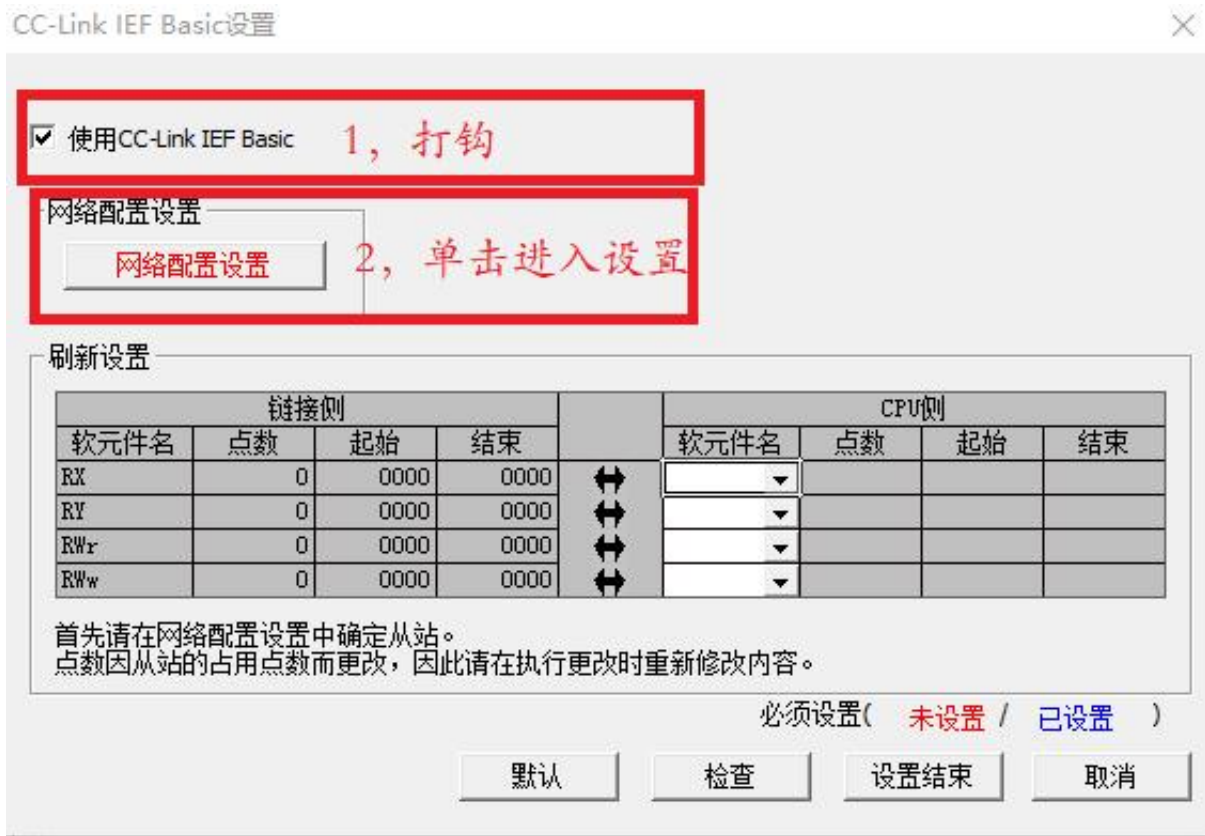 CC-Link IEF Basic设置
使用CC-Link IEF Basic 1，打钩
网络配置设置
网络配置设置 2，单击进入设置
刷新设置
链接侧 CPU侧
软元件名 点数 起始 结束 软元件名 点数 起始 结束
RX 0 0000 0000
RY 0 0000 0000
RWr 0 0000 0000
RWw 0 0000 0000
首先请在网络配置设置中确定从站。
点数因从站的占用点数而更改，因此请在执行更改时重新修改内容。
必须设置( 未设置 / 已设置 )
默认 检查 设置结束 取消